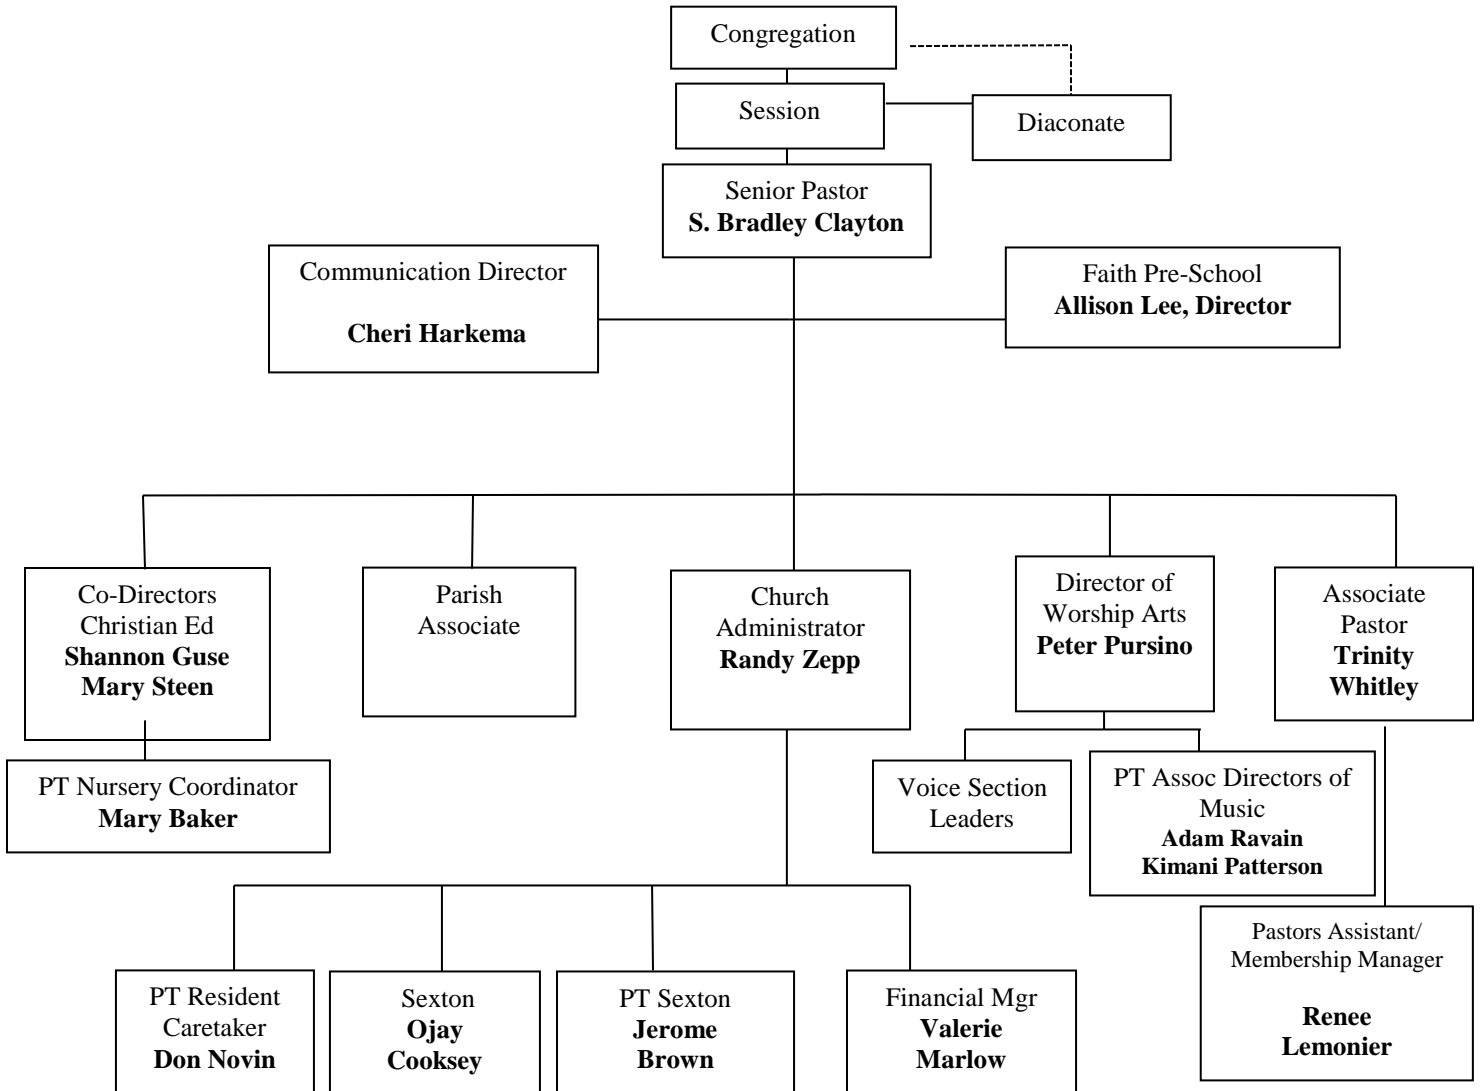 Congregation
Session
Diaconate
Senior Pastor
S. Bradley Clayton
Communication Director
Cheri Harkema
Faith Pre-School
Allison Lee, Director
Co-Directors
Christian Ed
Shannon Guse
Mary Steen
Parish
Associate
Church
Administrator
Randy Zepp
Director of
Worship Arts
Peter Pursino
Associate
Pastor
Trinity
Whitley
PT Nursery Coordinator
Mary Baker
Voice Section
Leaders
PT Assoc Directors of
Music
Adam Ravain
Kimani Patterson
Pastors Assistant/
Membership Manager
Renee
Lemonier
PT Resident
Caretaker
Don Novin
Sexton
Ojay
Cooksey
PT Sexton
Jerome
Brown
Financial Mgr
Valerie
Marlow